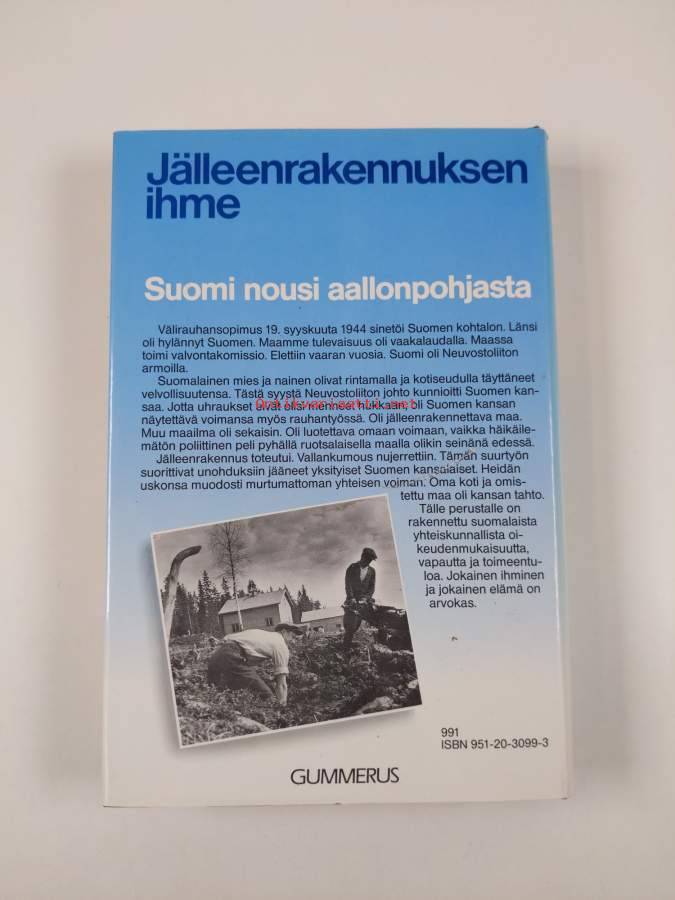 Jälleenrakennuksen
ihme
Suomi nousi aallonpohjasta
Välirauhansopimus 19. syyskuuta 1944 sinetöi Suomen kohtalon. Länsi
oli hylännyt Suomen. Maamme tulevaisuus oli vaakalaudalla. Maassa
toimi valvontakomissio. Elettiin vaaran vuosia. Suomi oli Neuvostoliiton
armoilla.
Suomalainen mies ja nainen olivat rintamalla ja kotiseudulla täyttäneet
velvollisuutensa. Tästä syystä Neuvostoliiton johto kunnioitti Suomen kan-
saa. Jotta uhraukset eivät olisi menneet hukkaan, oli Suomen kansan
Antikvariaatti.net
näytettävä voimansa myös rauhantyössä. Oli jälleenrakennettava maa.
Muu maailma oli sekaisin. Oli luotettava omaan voimaan, vaikka häikäile-
mätön poliittinen peli pyhällä ruotsalaisella maalla olikin seinänä edessä.
Jälleenrakennus toteutui. Vallankumous nujerrettiin. Tämän suurtyön
suorittivat unohduksiin jääneet yksityiset Suomen kansalaiset. Heidän
uskonsa muodosti murtumattoman yhteisen voiman. Oma koti ja omis-
tettu maa oli kansan tahto.
Tälle perustalle on
rakennettu suomalaista
yhteiskunnallista oi-
keudenmukaisuutta,
vapautta ja toimeentu-
loa. Jokainen ihminen
ja jokainen elämä on
arvokas.
991
ISBN 951-20-3099-3
GUMMERUS